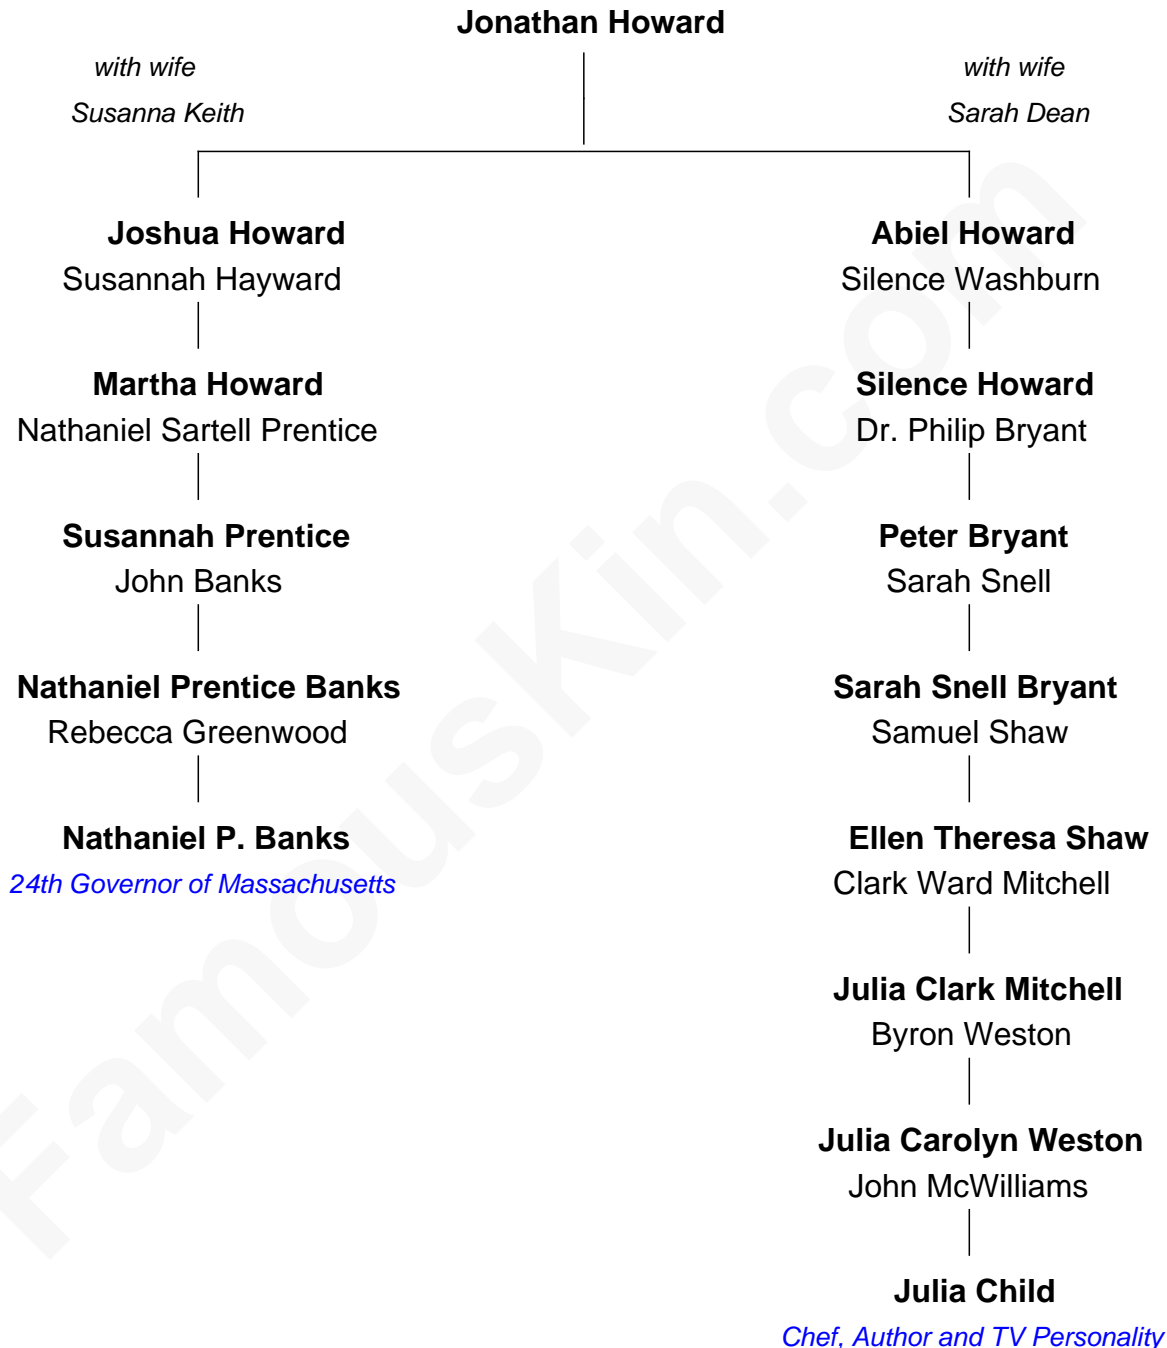 Jonathan Howard
with wife
Susanna Keith
with wife
Sarah Dean
Joshua Howard
Susannah Hayward
Abiel Howard
Silence Washburn
Martha Howard
Nathaniel Sartell Prentice
Silence Howard
Dr. Philip Bryant
Susannah Prentice
John Banks
Peter Bryant
Sarah Snell
Nathaniel Prentice Banks
Rebecca Greenwood
Sarah Snell Bryant
Samuel Shaw
Nathaniel P. Banks
24th Governor of Massachusetts
Ellen Theresa Shaw
Clark Ward Mitchell
Julia Clark Mitchell
Byron Weston
Julia Carolyn Weston
John McWilliams
Julia Child
Chef, Author and TV Personality
FamousKin.com